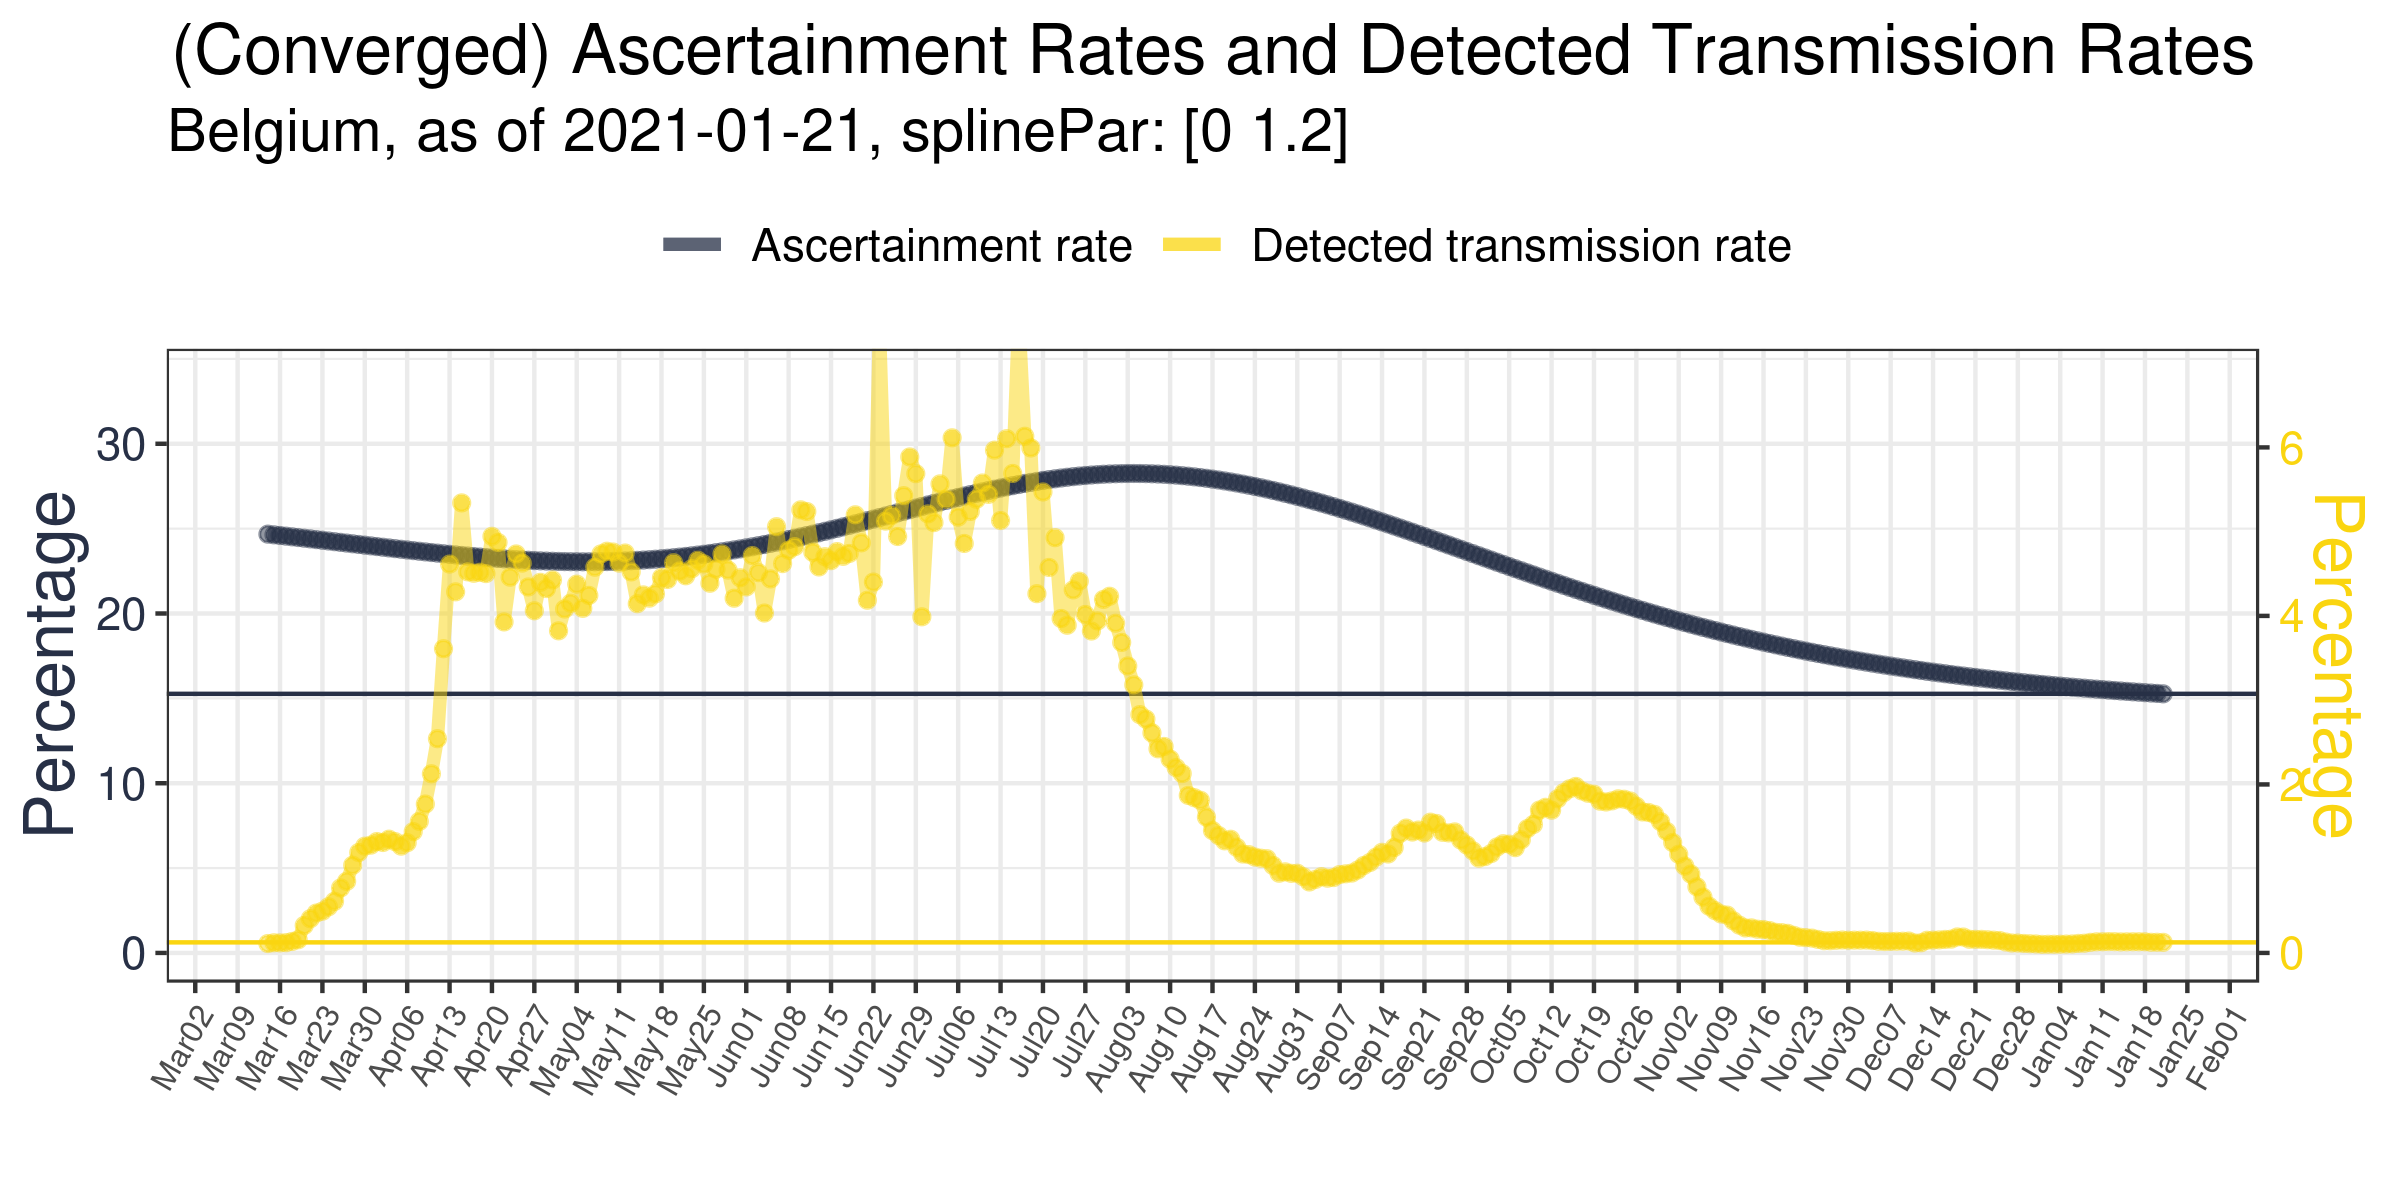 (Converged) Ascertainment Rates and Detected Transmission Rates
Belgium, as of 2021-01-21, splinePar: [0 1.2]
Ascertainment rate Detected transmission rate
Percentage
30
20
10
0
6
4
2
0
Percentage
Mar02 Mar09 Mar16 Mar23 Mar30 Apr06 Apr13 Apr20 Apr27 May04 May11 May18 May25 Jun01 Jun08 Jun15 Jun22 Jun29 Jul06 Jul13 Jul20 Jul27 Aug03 Aug10 Aug17 Aug24 Aug31 Sep07 Sep14 Sep21 Sep28 Oct05 Oct12 Oct19 Oct26 Nov02 Nov09 Nov16 Nov23 Nov30 Dec07 Dec14 Dec21 Dec28 Jan04 Jan11 Jan18 Jan25 Feb01